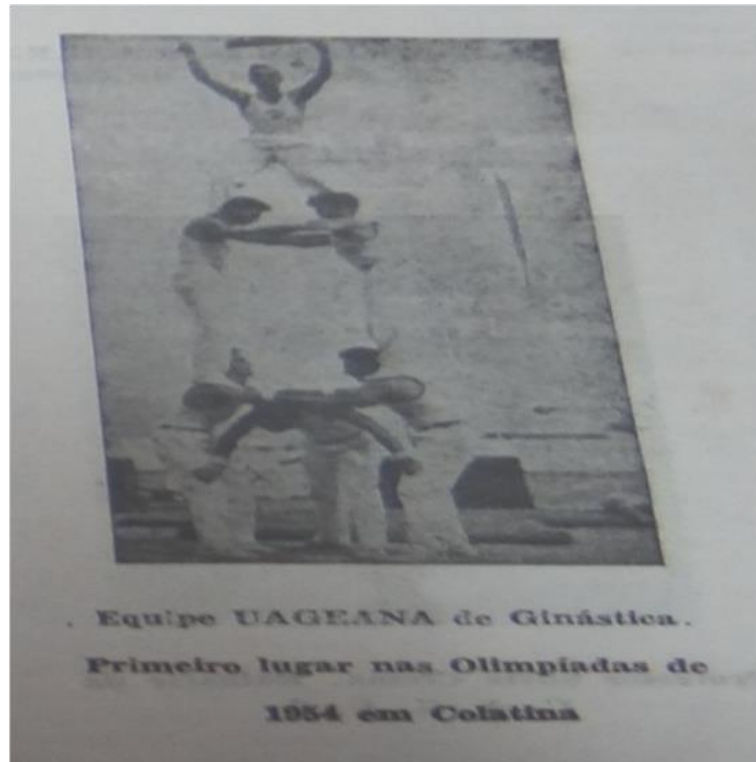 . Equipe UAGEANA de Ginástica.
Primeiro lugar nas Olimpíadas de
1954 em Colatina